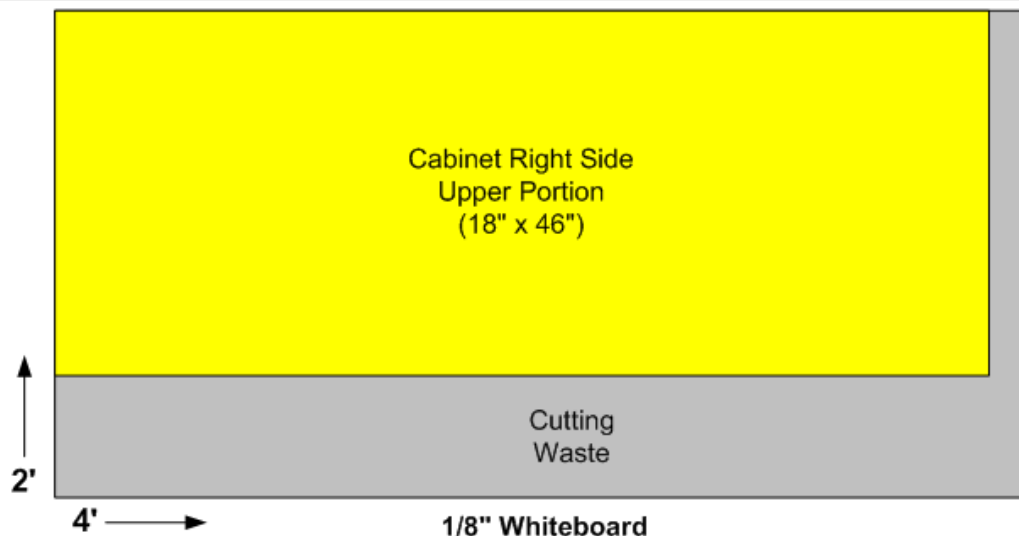 Cabinet Right Side
Upper Portion
(18" x 46")
Cutting
Waste
2'
4'
1/8" Whiteboard